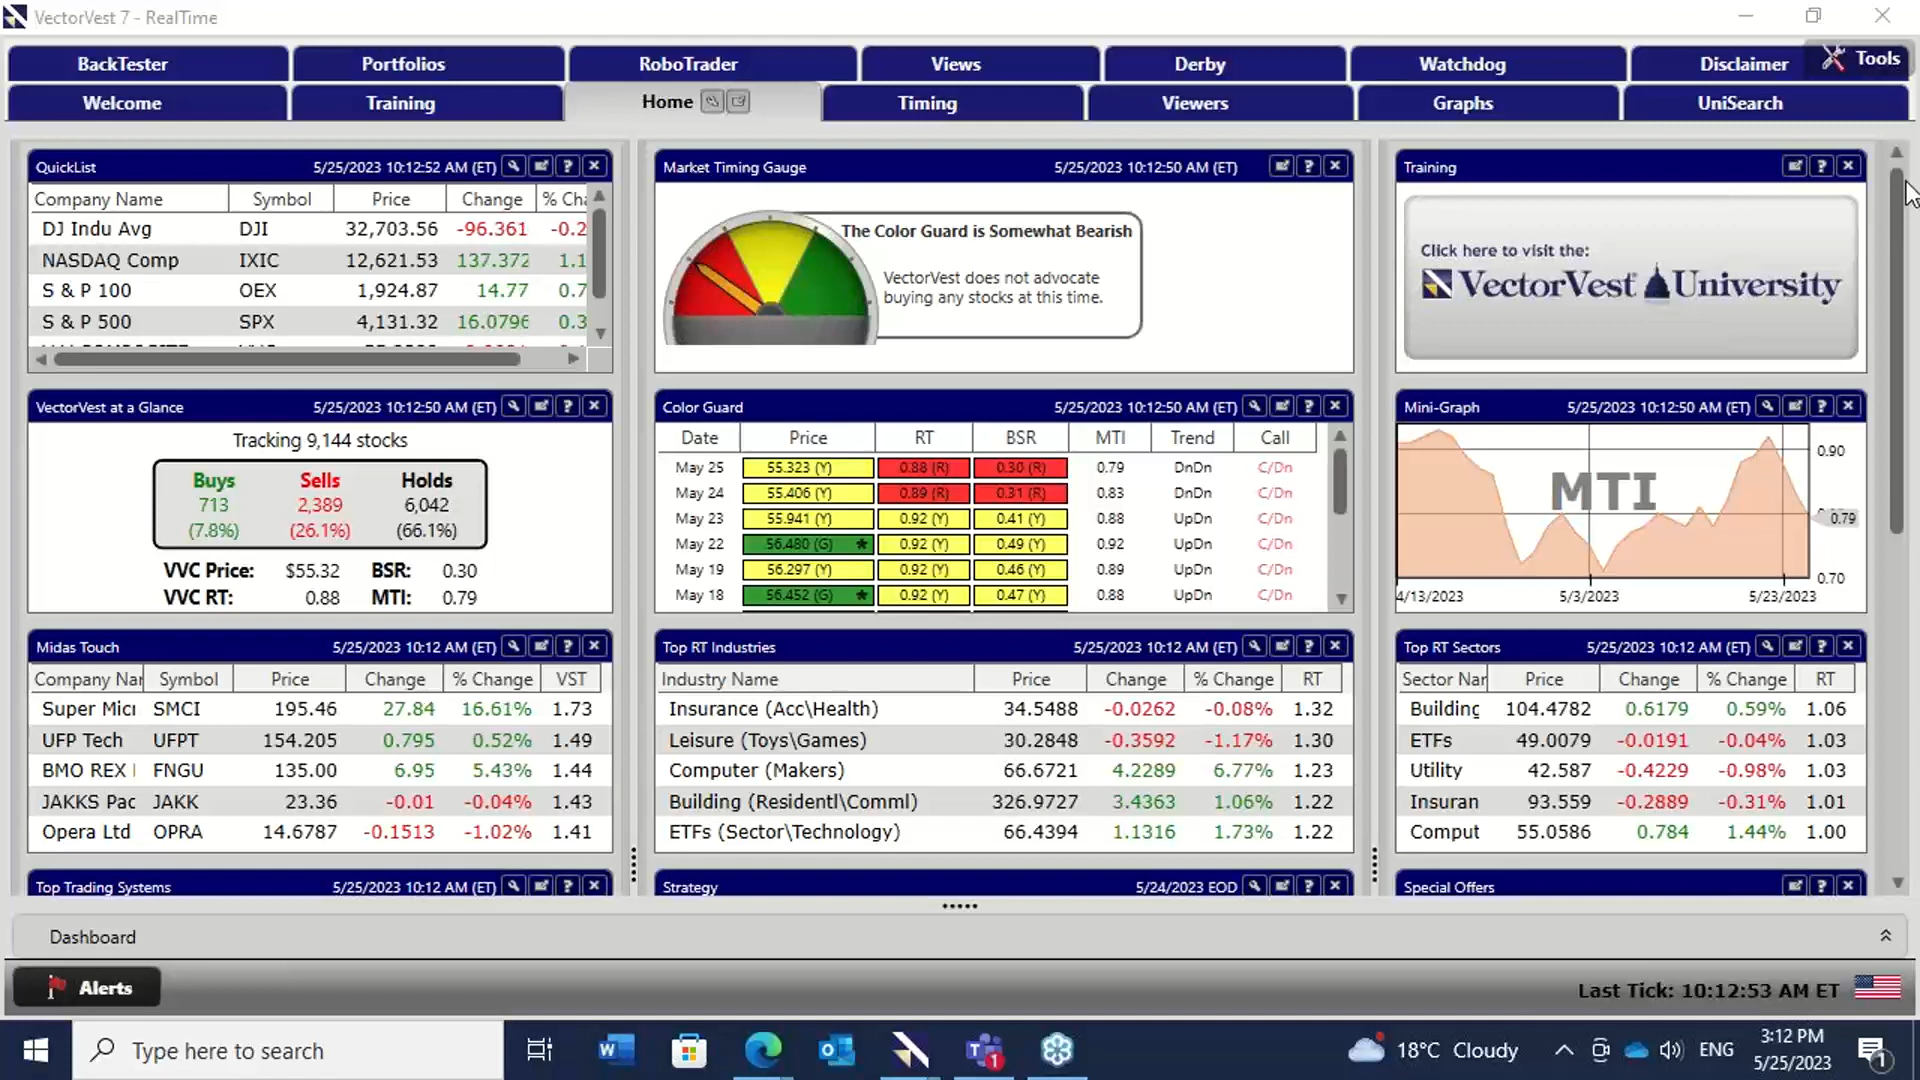 VectorVest 7 - RealTime
BackTester Portfolios RoboTrader Views Derby Watchdog Disclaimer Tools
Welcome Training Home Timing Viewers Graphs UniSearch
QuickList 5/25/2023 10:12:52 AM (ET)
Company Name Symbol Price Change % Cha
DJ Indu Avg DJI 32,703.56 -96.361 -0.2
NASDAQ Comp IXIC 12,621.53 137.372 1.1
S & P 100 OEX 1,924.87 14.77 0.7
S & P 500 SPX 4,131.32 16.0796 0.3
Market Timing Gauge 5/25/2023 10:12:50 AM (ET)
The Color Guard is Somewhat Bearish
VectorVest does not advocate
buying any stocks at this time.
Training
Click here to visit the:
VectorVest University
VectorVest at a Glance 5/25/2023 10:12:50 AM (ET)
Tracking 9,144 stocks
Buys Sells Holds
713 2,389 6,042
(7.8%) (26.1%) (66.1%)
VVC Price: $55.32 BSR: 0.30
VVC RT: 0.88 MTI: 0.79
Color Guard 5/25/2023 10:12:50 AM (ET)
Date Price RT BSR MTI Trend Call
May 25 55.323 (Y) 0.88 (R) 0.30 (R) 0.79 DnDn C/Dn
May 24 55.406 (Y) 0.89 (R) 0.31 (R) 0.83 DnDn C/Dn
May 23 55.941 (Y) 0.92 (Y) 0.41 (Y) 0.88 UpDn C/Dn
May 22 56.480 (G) * 0.92 (Y) 0.49 (Y) 0.92 UpDn C/Dn
May 19 56.297 (Y) 0.92 (Y) 0.46 (Y) 0.89 UpDn C/Dn
May 18 56.452 (G) * 0.92 (Y) 0.47 (Y) 0.88 UpDn C/Dn
Mini-Graph 5/25/2023 10:12:50 AM (ET)
0.90
MTI
0.79
0.70
4/13/2023 5/3/2023 5/23/2023
Midas Touch 5/25/2023 10:12 AM (ET)
Company Nar Symbol Price Change % Change VST
Super Micr SMCI 195.46 27.84 16.61% 1.73
UFP Tech UFPT 154.205 0.795 0.52% 1.49
BMO REX FNGU 135.00 6.95 5.43% 1.44
JAKKS Pac JAKK 23.36 -0.01 -0.04% 1.43
Opera Ltd OPRA 14.6787 -0.1513 -1.02% 1.41
Top RT Industries 5/25/2023 10:12 AM (ET)
Industry Name Price Change % Change RT
Insurance (Acc\Health) 34.5488 -0.0262 -0.08% 1.32
Leisure (Toys\Games) 30.2848 -0.3592 -1.17% 1.30
Computer (Makers) 66.6721 4.2289 6.77% 1.23
Building (Residentl\Comml) 326.9727 3.4363 1.06% 1.22
ETFs (Sector\Technology) 66.4394 1.1316 1.73% 1.22
Top RT Sectors 5/25/2023 10:12 AM (ET)
Sector Nar Price Change % Change RT
Building 104.4782 0.6179 0.59% 1.06
ETFs 49.0079 -0.0191 -0.04% 1.03
Utility 42.587 -0.4229 -0.98% 1.03
Insuran 93.559 -0.2889 -0.31% 1.01
Comput 55.0586 0.784 1.44% 1.00
Top Trading Systems 5/25/2023 10:12 AM (ET)
Strategy 5/24/2023 EOD
Special Offers
Dashboard
Alerts
Last Tick: 10:12:53 AM ET
Type here to search
18°C Cloudy
ENG
3:12 PM
5/25/2023
1
1